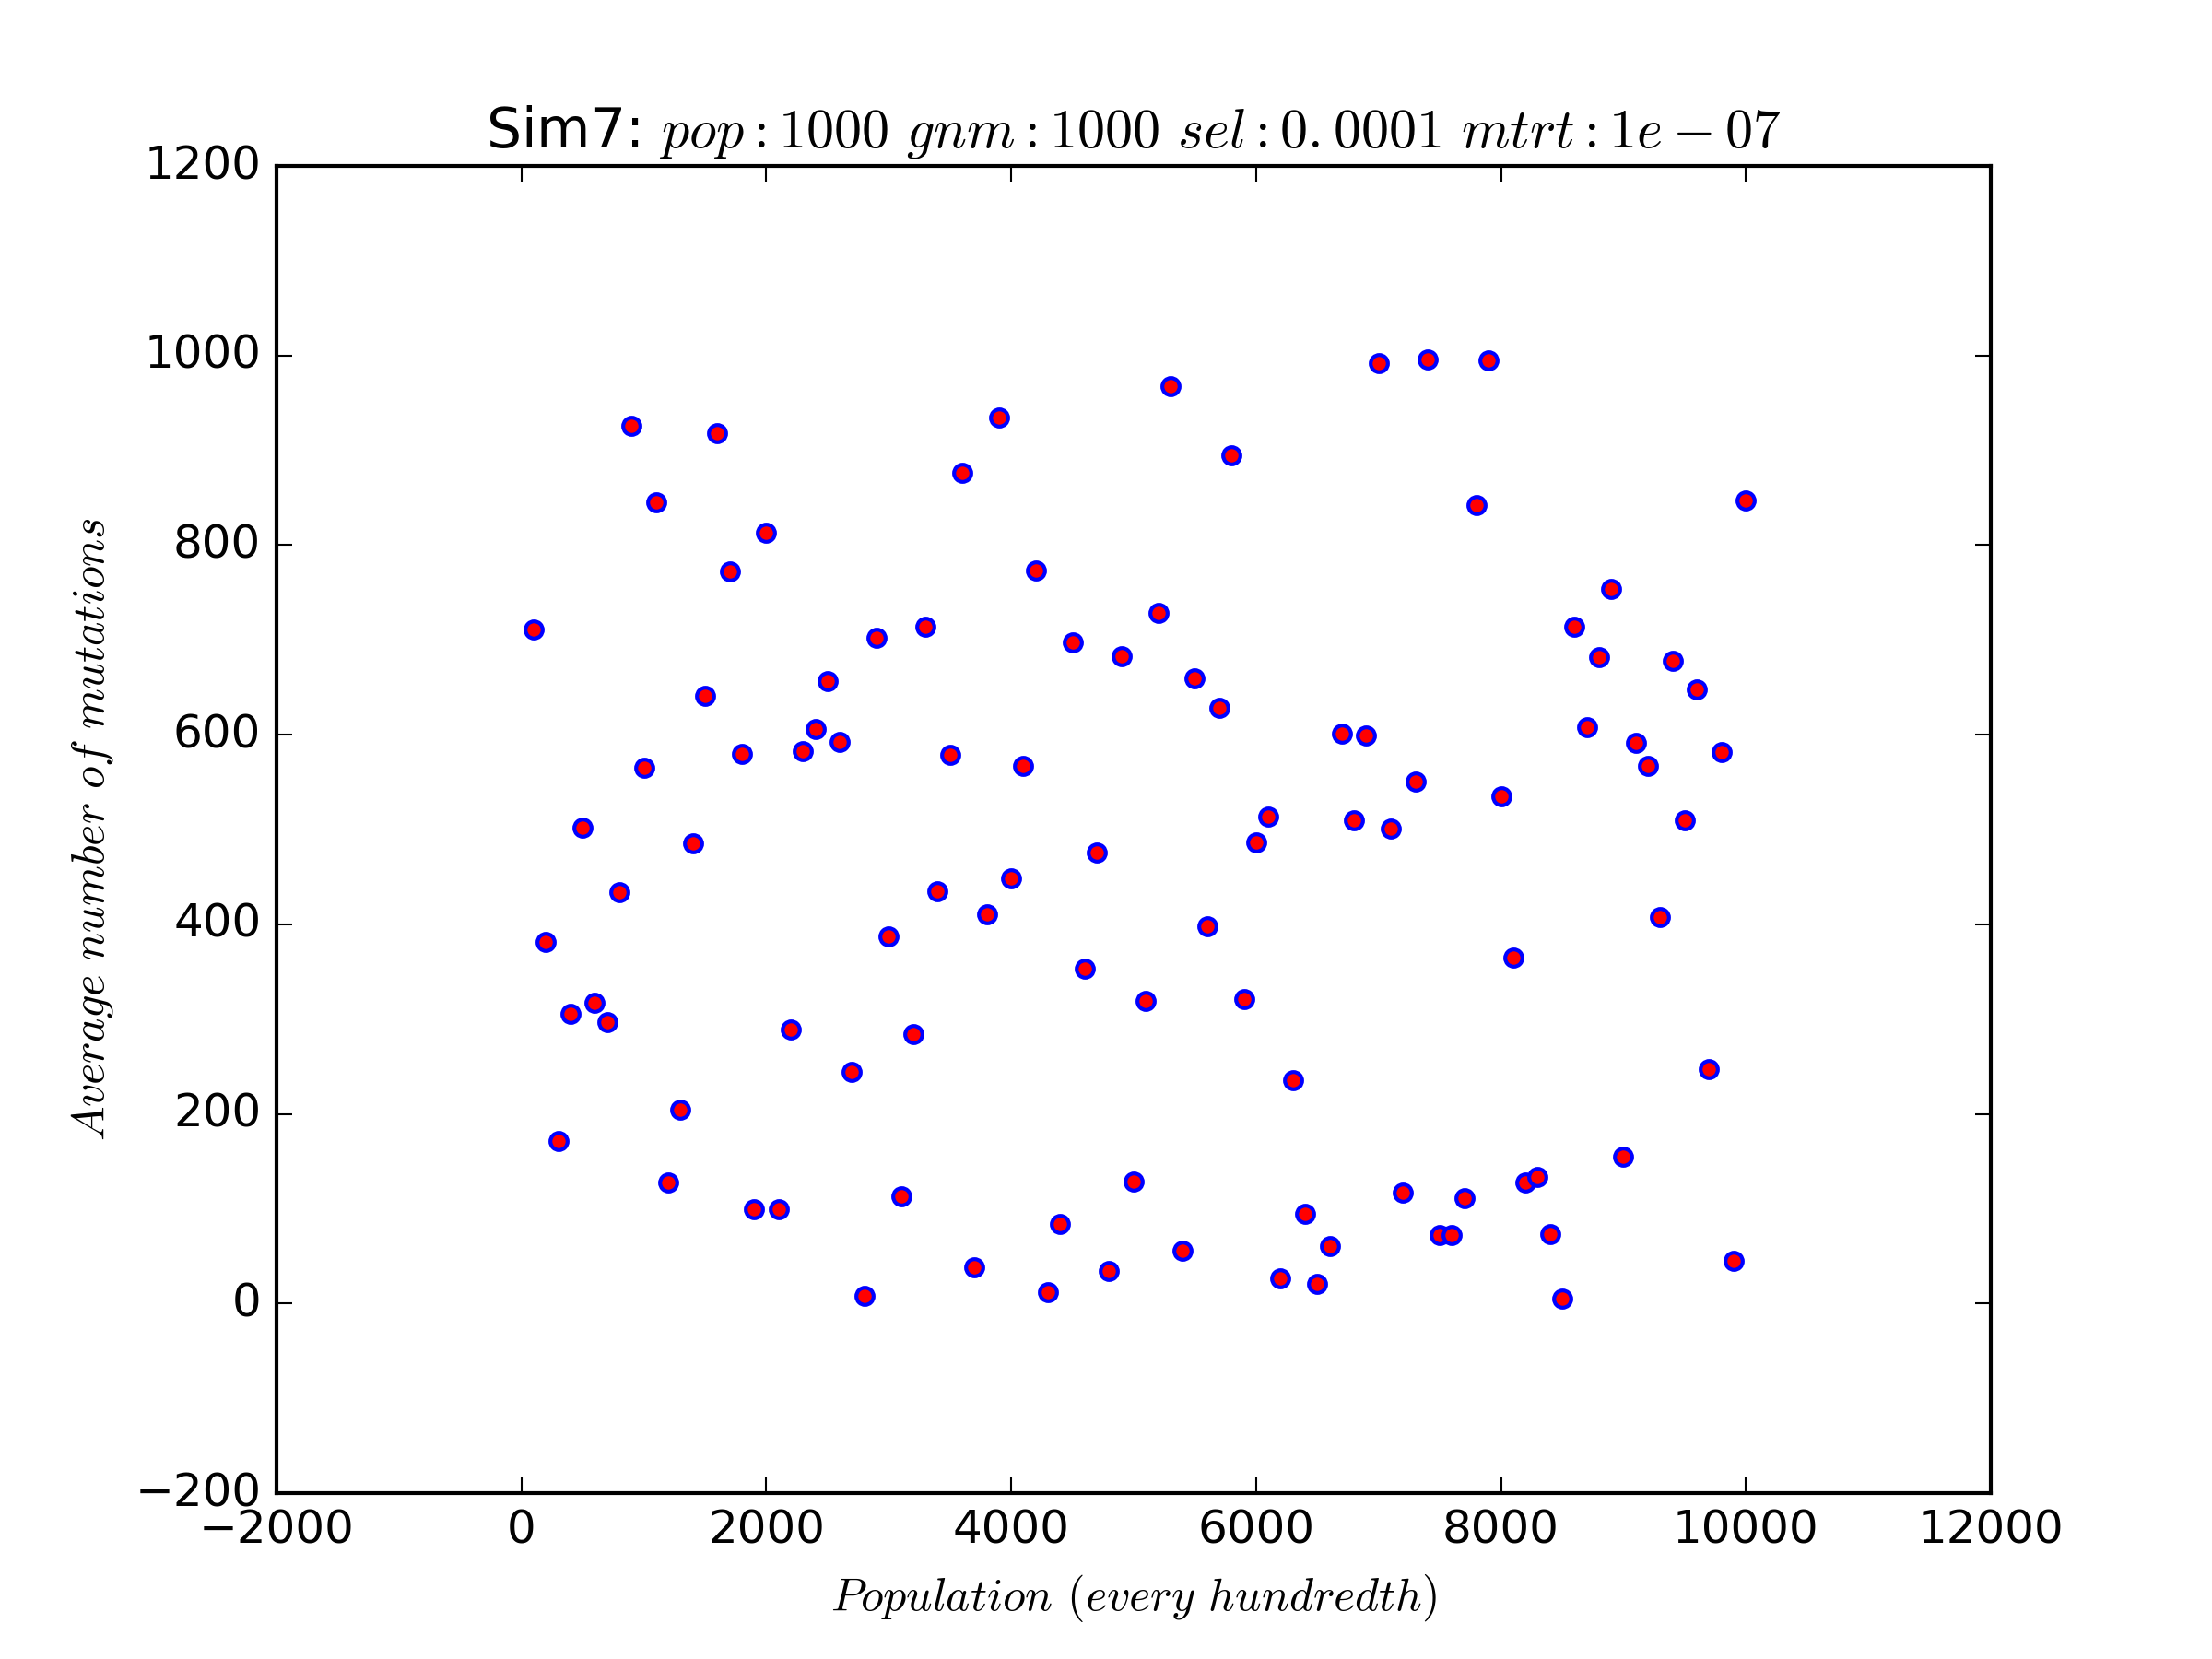 Sim7: pop : 1000 gnm : 1000 sel : 0.0001 mtrt : 1e − 07
1200
1000
800
600
400
200
0
−200
Average number of mutations
−2000 0 2000 4000 6000 8000 10000 12000
Population (every hundredth)